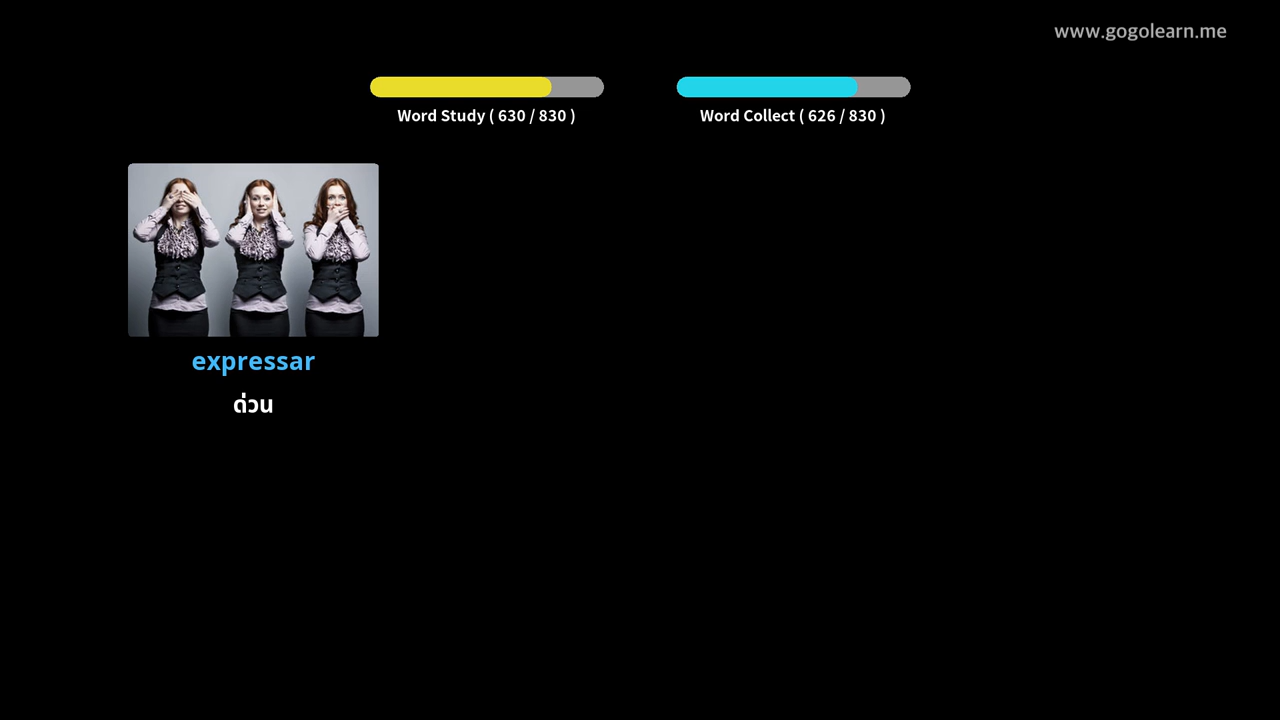 www.gogolearn.me
Word Study ( 630 / 830 )
Word Collect ( 626 / 830 )
expressar
ด่วน